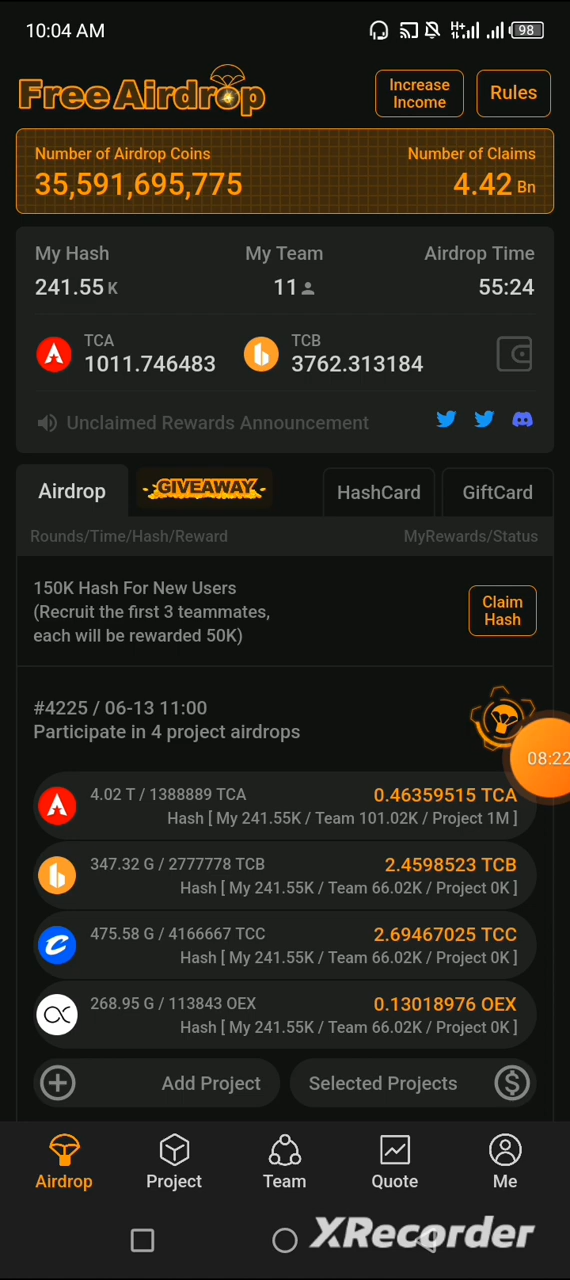 10:04 AM
H+
98
Free Airdrop
Increase
Income
Rules
Number of Airdrop Coins
Number of Claims
35,591,695,775
4.42 Bn
My Hash
My Team
Airdrop Time
241.55 K
11
55:24
TCA
1011.746483
TCB
3762.313184
Unclaimed Rewards Announcement
Airdrop
GIVEAWAY
HashCard
GiftCard
Rounds/Time/Hash/Reward
MyRewards/Status
150K Hash For New Users
(Recruit the first 3 teammates,
each will be rewarded 50K)
Claim
Hash
#4225 / 06-13 11:00
Participate in 4 project airdrops
08:22
4.02 T / 1388889 TCA
0.46359515 TCA
Hash [ My 241.55K / Team 101.02K / Project 1M ]
347.32 G / 2777778 TCB
2.4598523 TCB
Hash [ My 241.55K / Team 66.02K / Project 0K ]
475.58 G / 4166667 TCC
2.69467025 TCC
Hash [ My 241.55K / Team 66.02K / Project 0K ]
268.95 G / 113843 OEX
0.13018976 OEX
Hash [ My 241.55K / Team 66.02K / Project 0K ]
Add Project
Selected Projects
Airdrop
Project
Team
Quote
Me
XRecorder